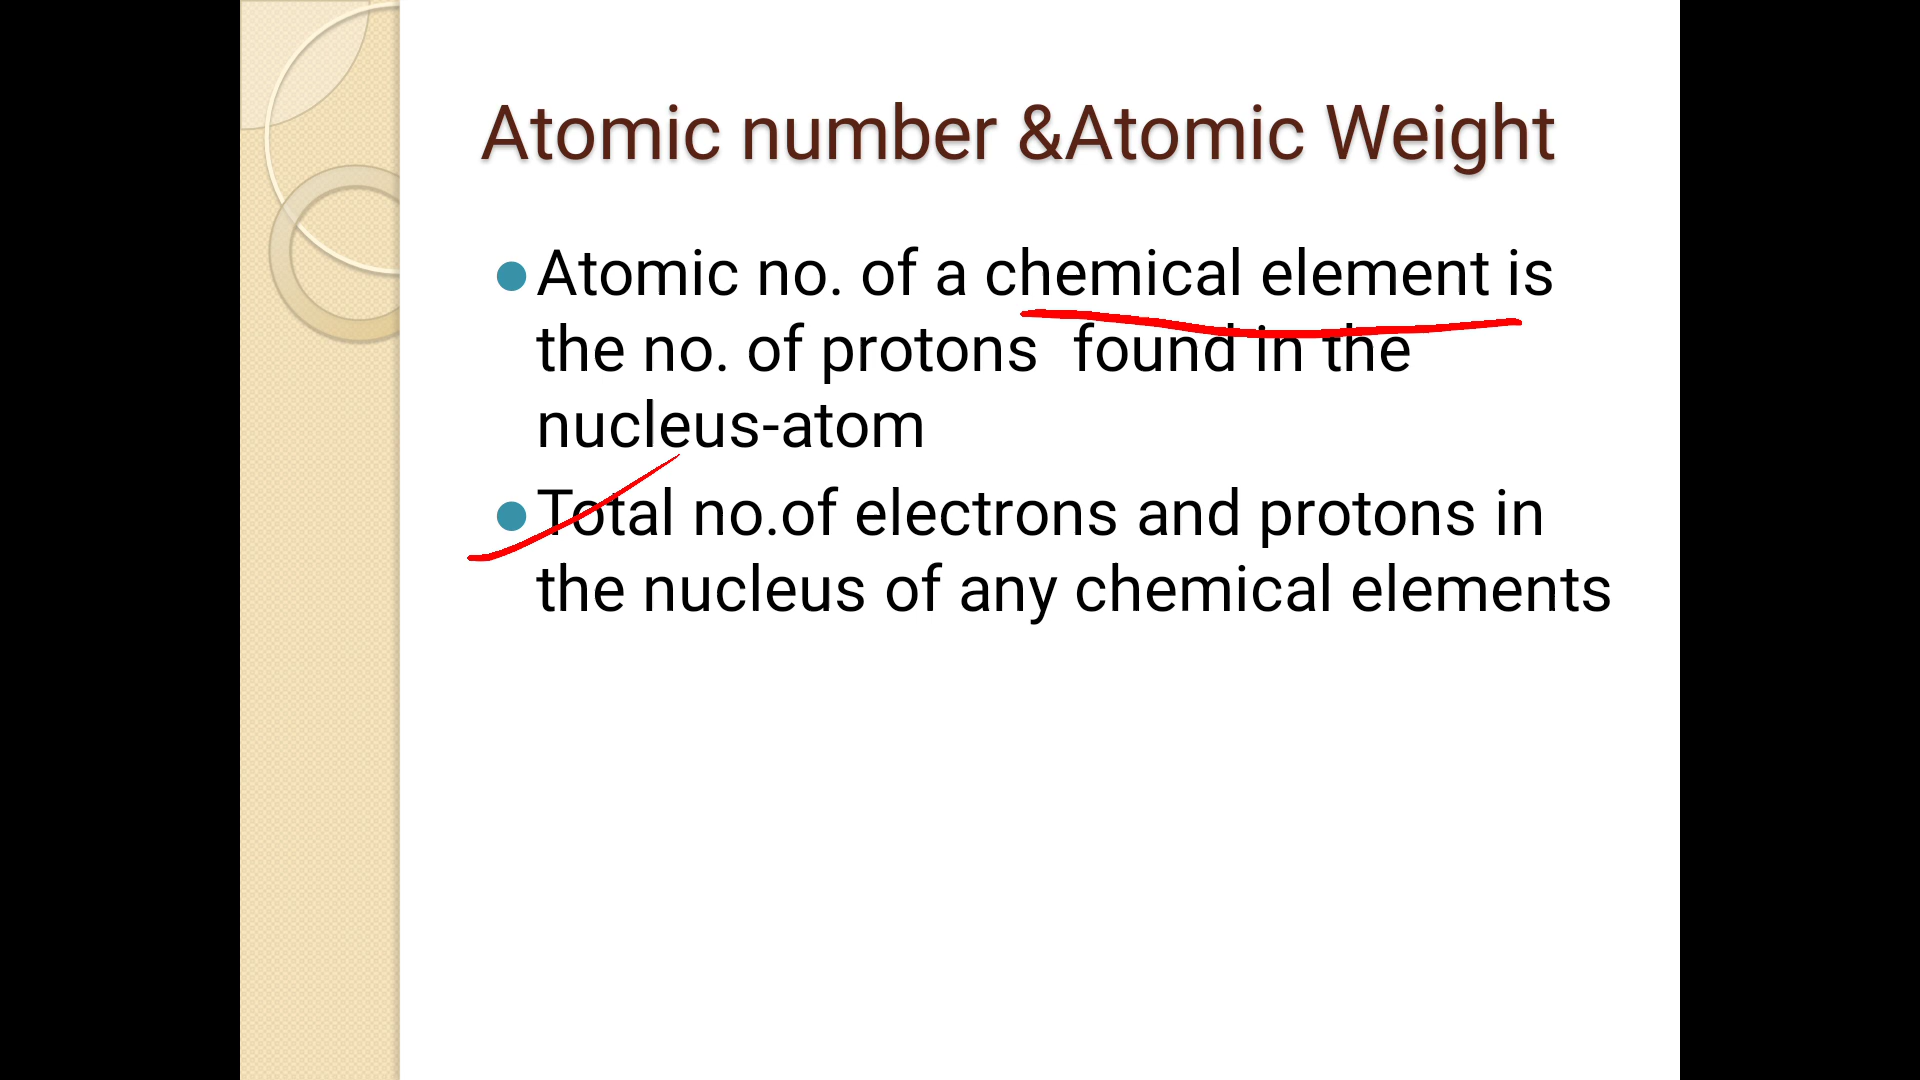 Atomic number &Atomic Weight
Atomic no. of a chemical element is
the no. of protons found in the
nucleus-atom
Total no.of electrons and protons in
the nucleus of any chemical elements